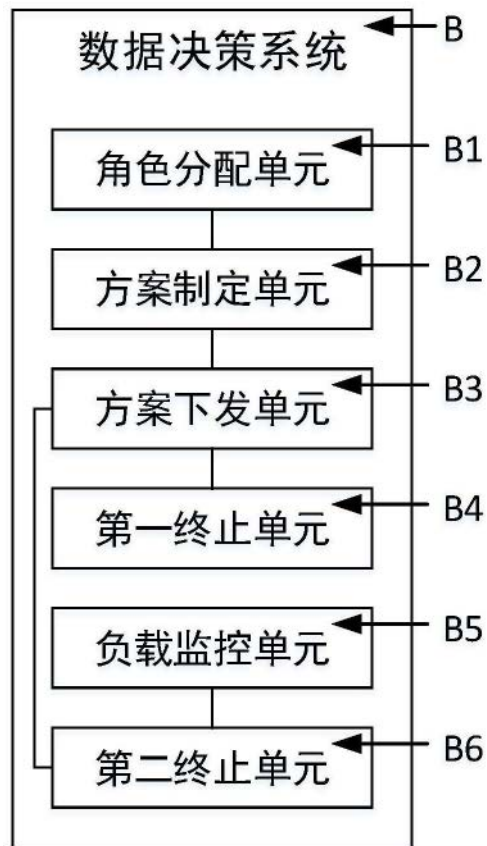 数据决策系统
B
角色分配单元
B1
方案制定单元
B2
方案下发单元
B3
第一终止单元
B4
负载监控单元
B5
第二终止单元
B6